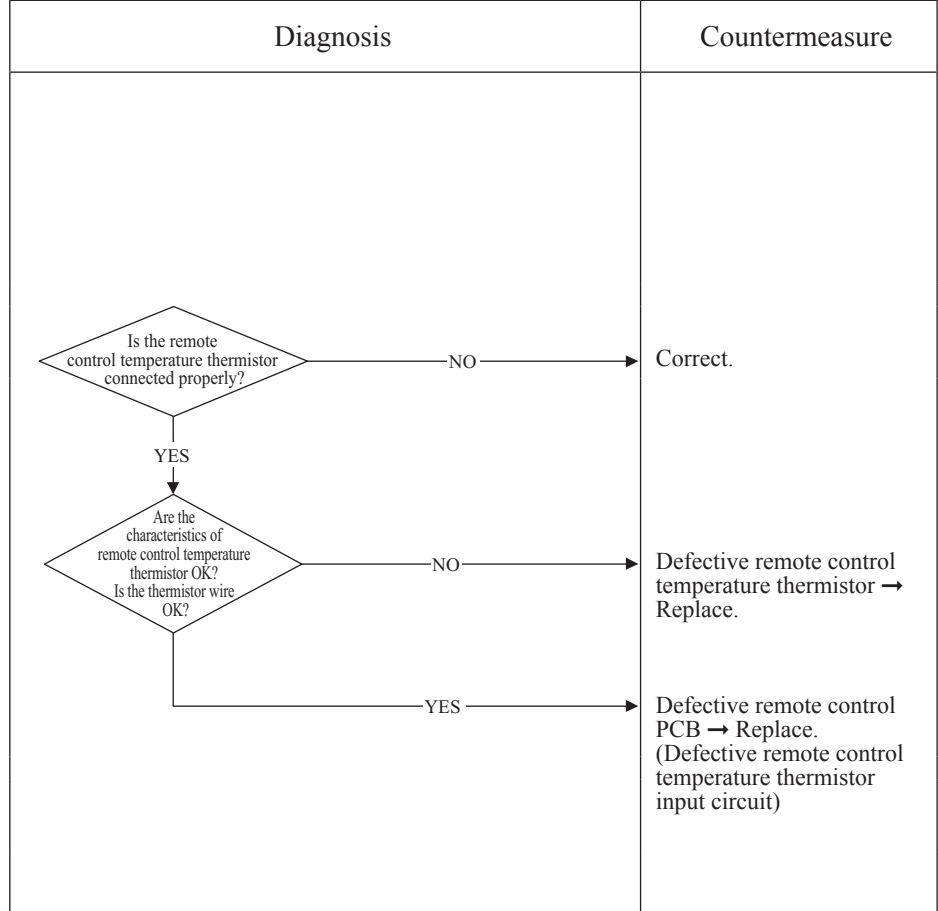 Diagnosis
Countermeasure
Is the remote
control temperature thermistor
connected properly?
NO
Correct.
YES
Are the
characteristics of
remote control temperature
thermistor OK?
Is the thermistor wire
OK?
NO
Defective remote control
temperature thermistor →
Replace.
YES
Defective remote control
PCB → Replace.
(Defective remote control
temperature thermistor
input circuit)